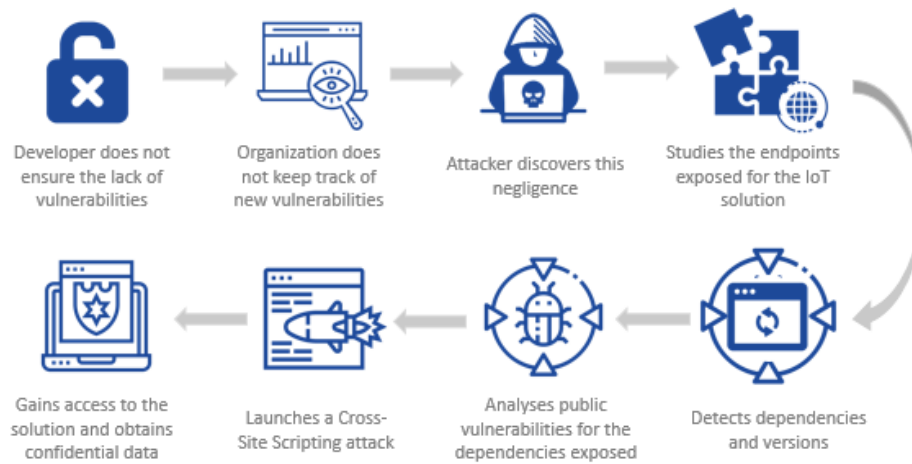 Developer does not
ensure the lack of
vulnerabilities
Organization does
not keep track of
new vulnerabilities
Attacker discovers this
negligence
Studies the endpoints
exposed for the IoT
solution
Gains access to the
solution and obtains
confidential data
Launches a Cross-
Site Scripting attack
Analyses public
vulnerabilities for the
dependencies exposed
Detects dependencies
and versions